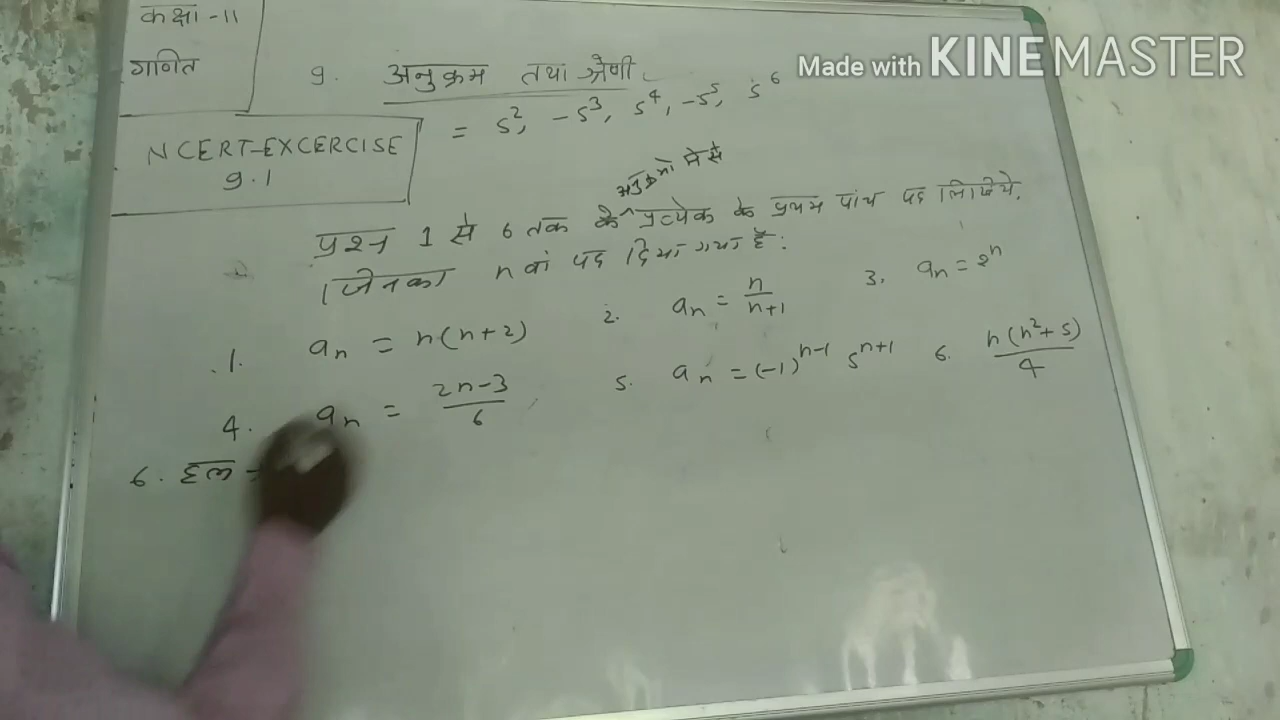 कक्षा -11
गणित
Made with KINEMASTER
9. अनुक्रम तथा श्रेणी
= 5², -5³, 5⁴, -5⁵, 5⁶
NCERT-EXCERCISE
9.1
अनुक्रमों में से
प्रश्न 1 से 6 तक के ^ प्रत्येक के प्रथम पांच पद लिखिये,
जिनका n वां पद दिया गया है:
1. aₙ = n(n+2) 2. aₙ = n/(n+1) 3. aₙ = 2ⁿ
4. aₙ = (2n-3)/6 5. aₙ = (-1)ⁿ⁻¹ 5ⁿ⁺¹ 6. n(n²+5)/4
6. हल